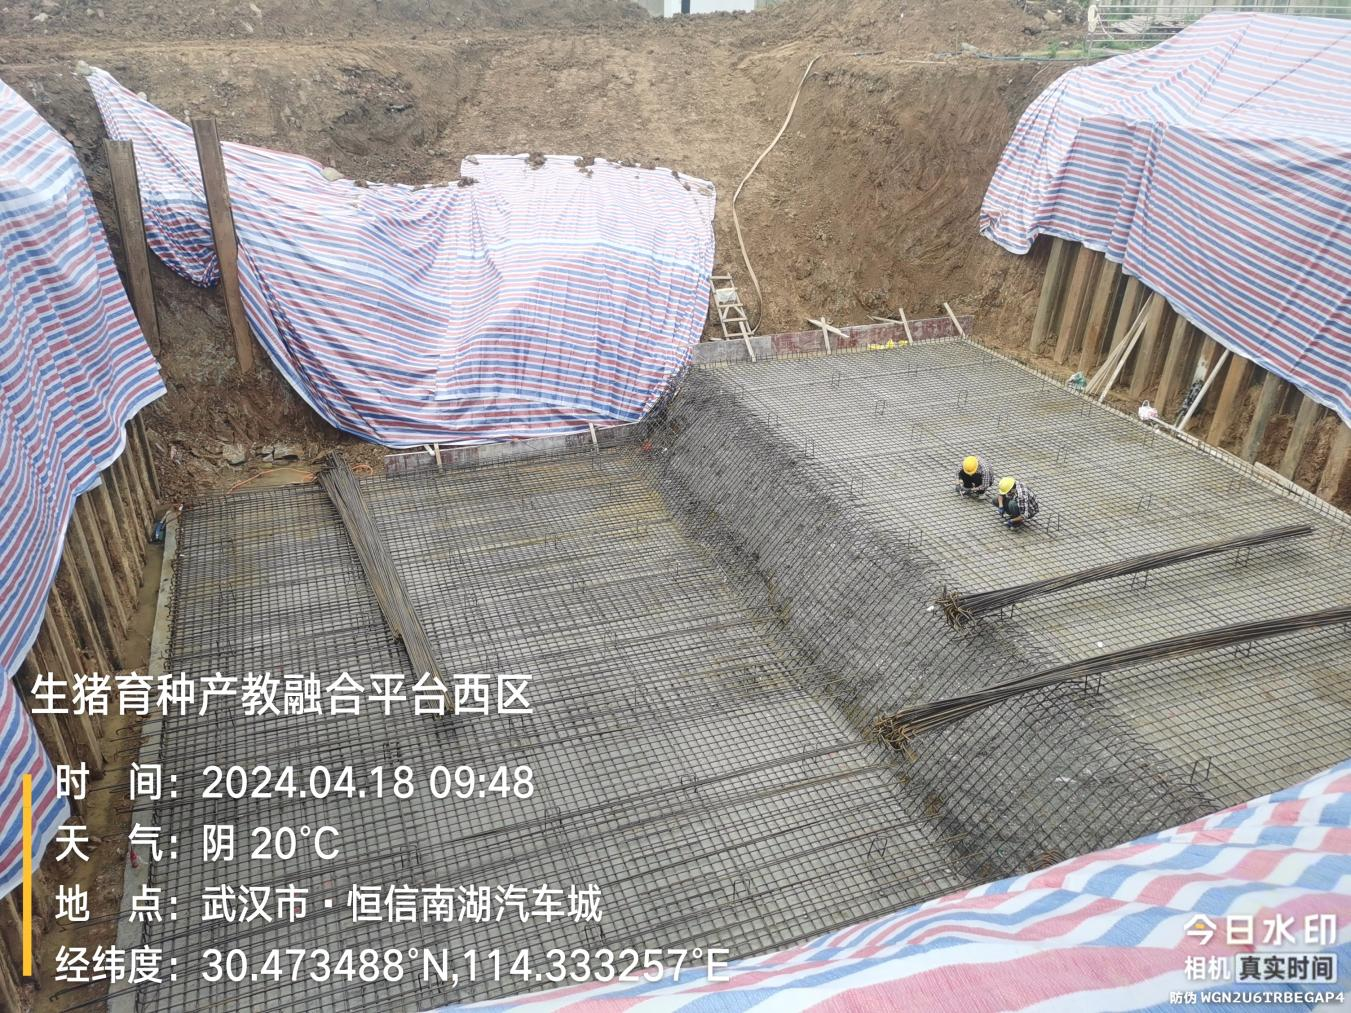 生猪育种产教融合平台西区
时 间：2024.04.18 09:48
天 气：阴 20℃
地 点：武汉市·恒信南湖汽车城
经纬度：30.473488°N,114.333257°E
今日水印
相机 真实时间
防伪 WGN2U6TRBEGAP4